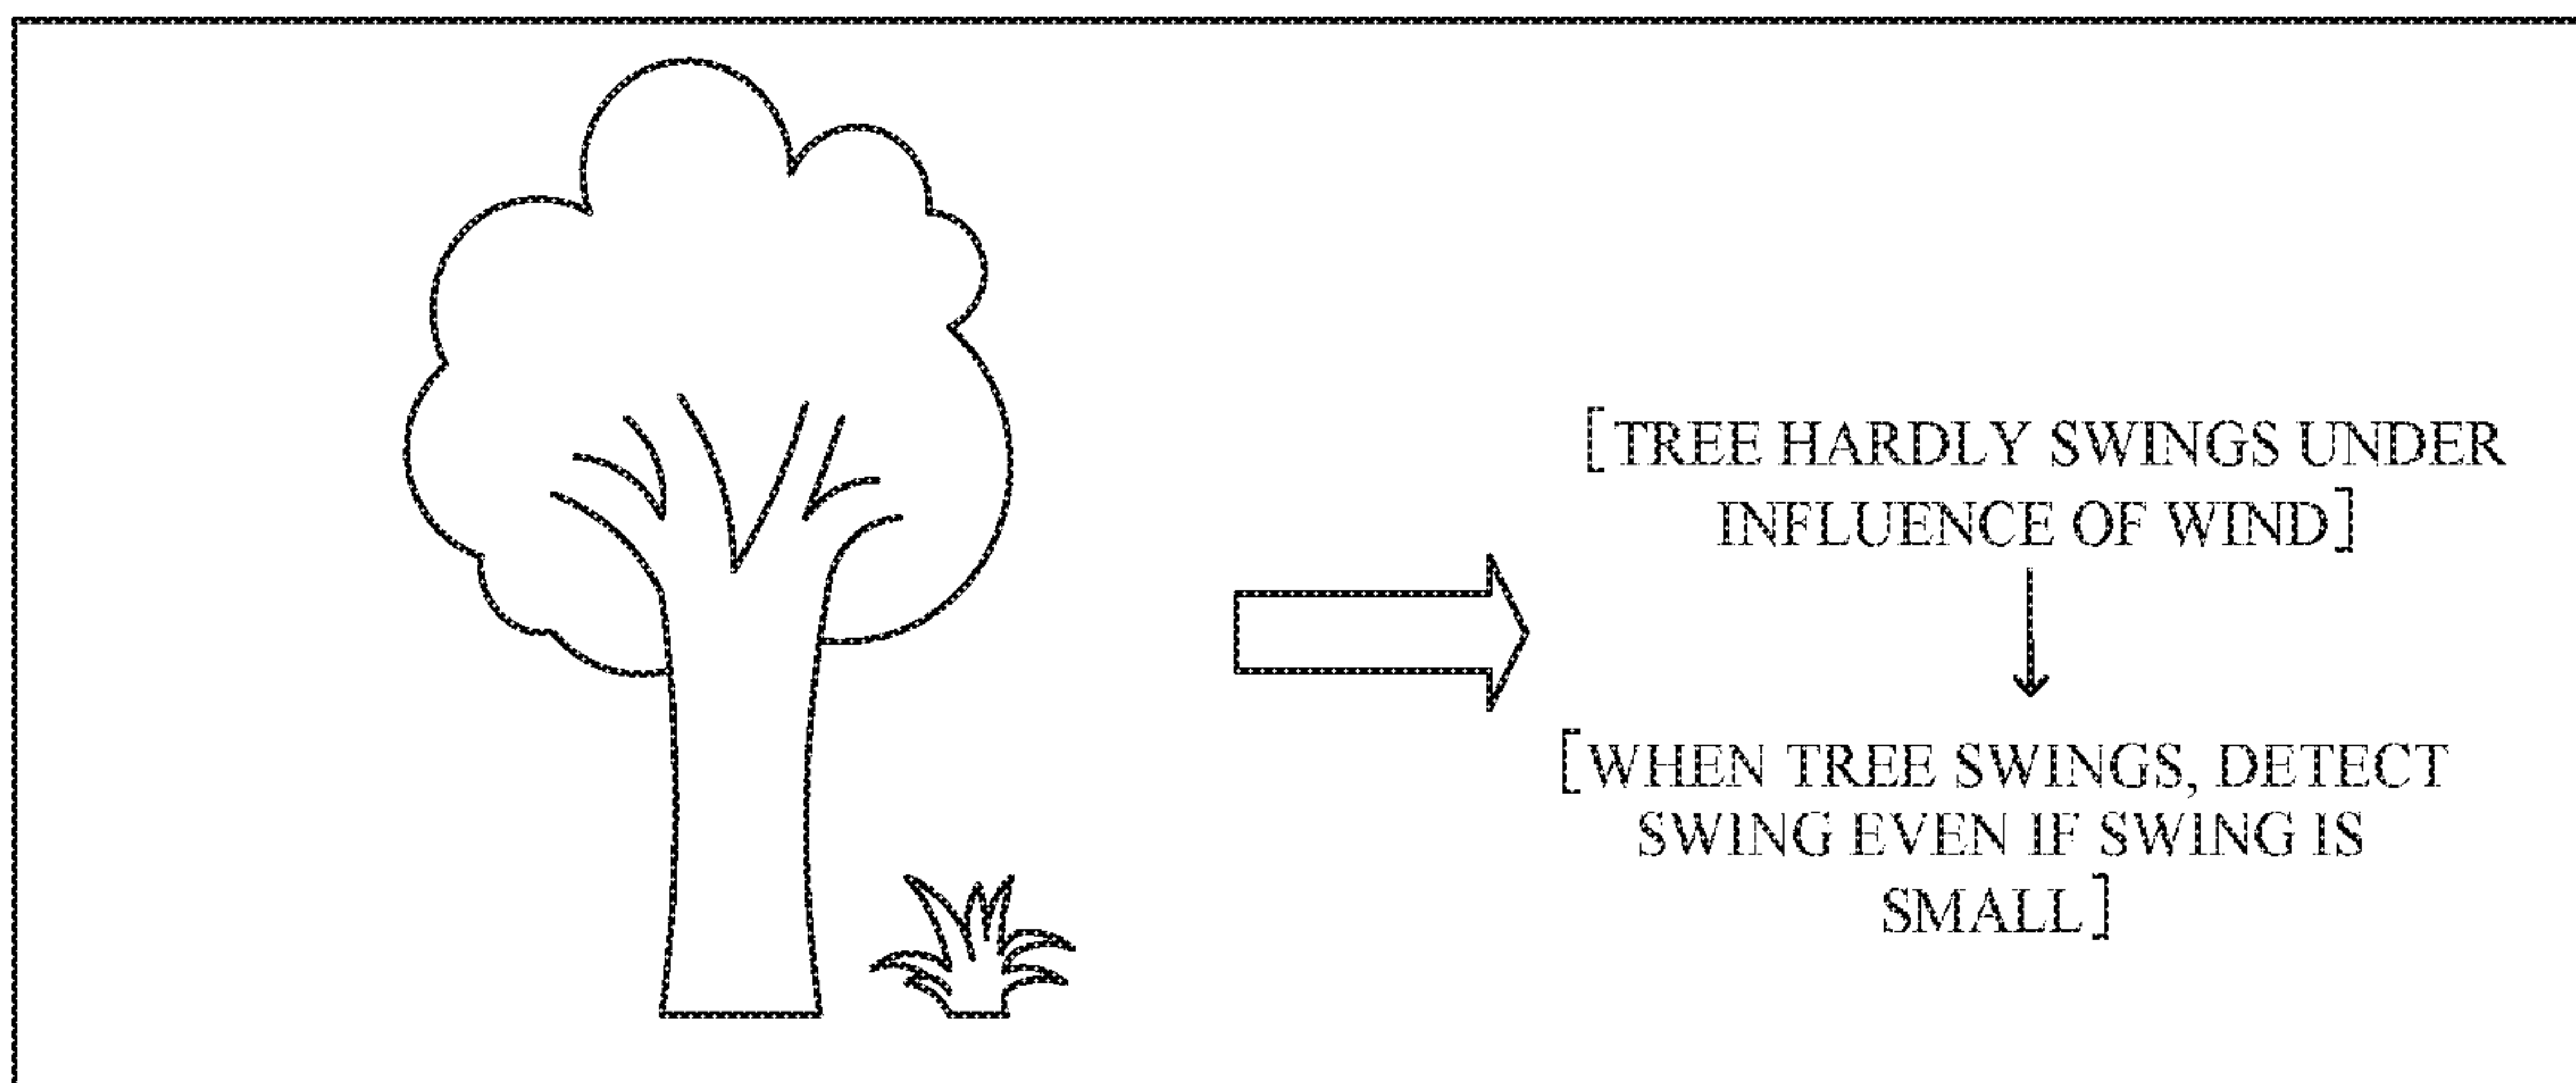 [TREE HARDLY SWINGS UNDER
INFLUENCE OF WIND]
[WHEN TREE SWINGS, DETECT
SWING EVEN IF SWING IS
SMALL]